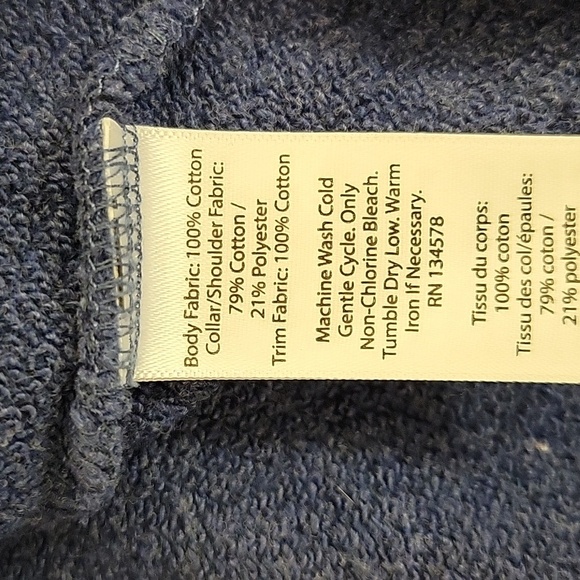 Body Fabric: 100% Cotton
Collar/Shoulder Fabric:
79% Cotton /
21% Polyester
Trim Fabric: 100% Cotton
Machine Wash Cold
Gentle Cycle. Only
Non-Chlorine Bleach.
Tumble Dry Low. Warm
Iron If Necessary.
RN 134578
Tissu du corps:
100% coton
Tissu des col/épaules:
79% coton /
21% polyester